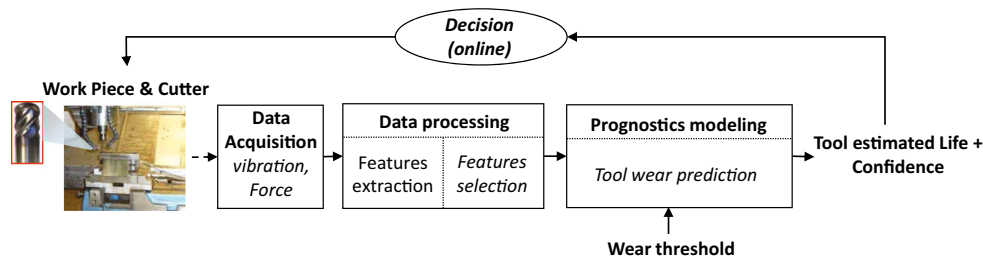 Decision
(online)
Work Piece & Cutter
Data
Acquisition
vibration,
Force
Data processing
Features
extraction
Features
selection
Prognostics modeling
Tool wear prediction
Tool estimated Life +
Confidence
Wear threshold